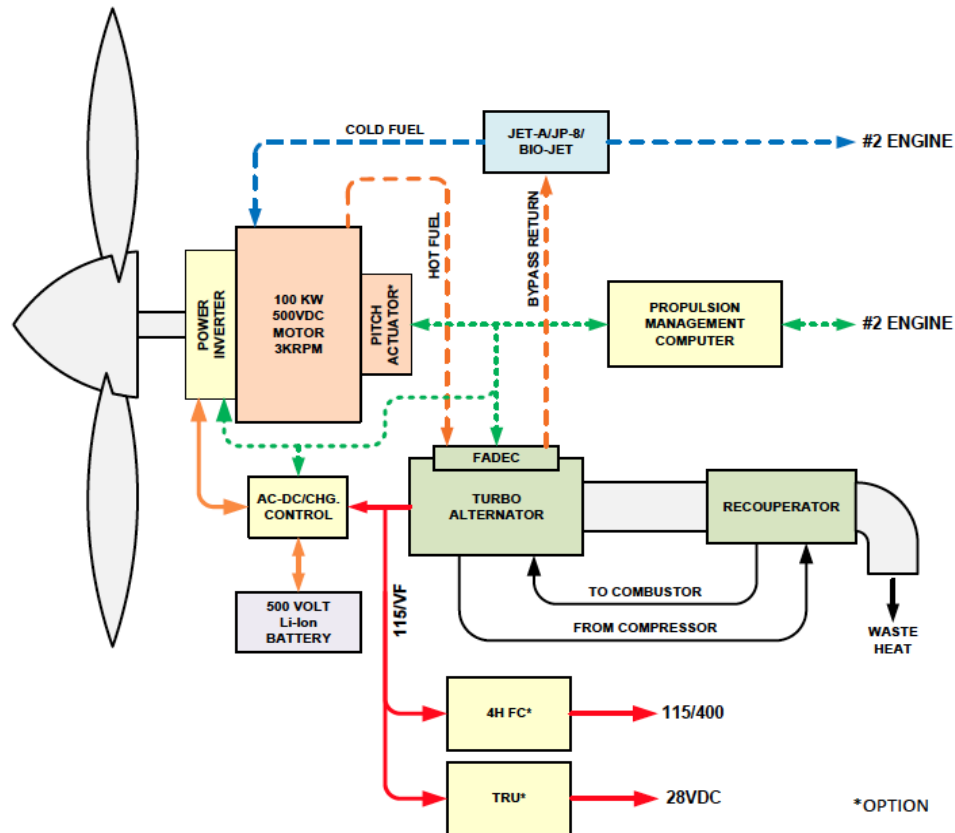 COLD FUEL
JET-A/JP-8/
BIO-JET
#2 ENGINE
HOT FUEL
BYPASS RETURN
POWER
INVERTER
100 KW
500VDC
MOTOR
3KRPM
PITCH
ACTUATOR*
PROPULSION
MANAGEMENT
COMPUTER
#2 ENGINE
FADEC
TURBO
ALTERNATOR
RECOUPERATOR
AC-DC/CHG.
CONTROL
TO COMBUSTOR
FROM COMPRESSOR
WASTE
HEAT
500 VOLT
Li-Ion
BATTERY
115/VF
4H FC*
115/400
TRU*
28VDC
*OPTION